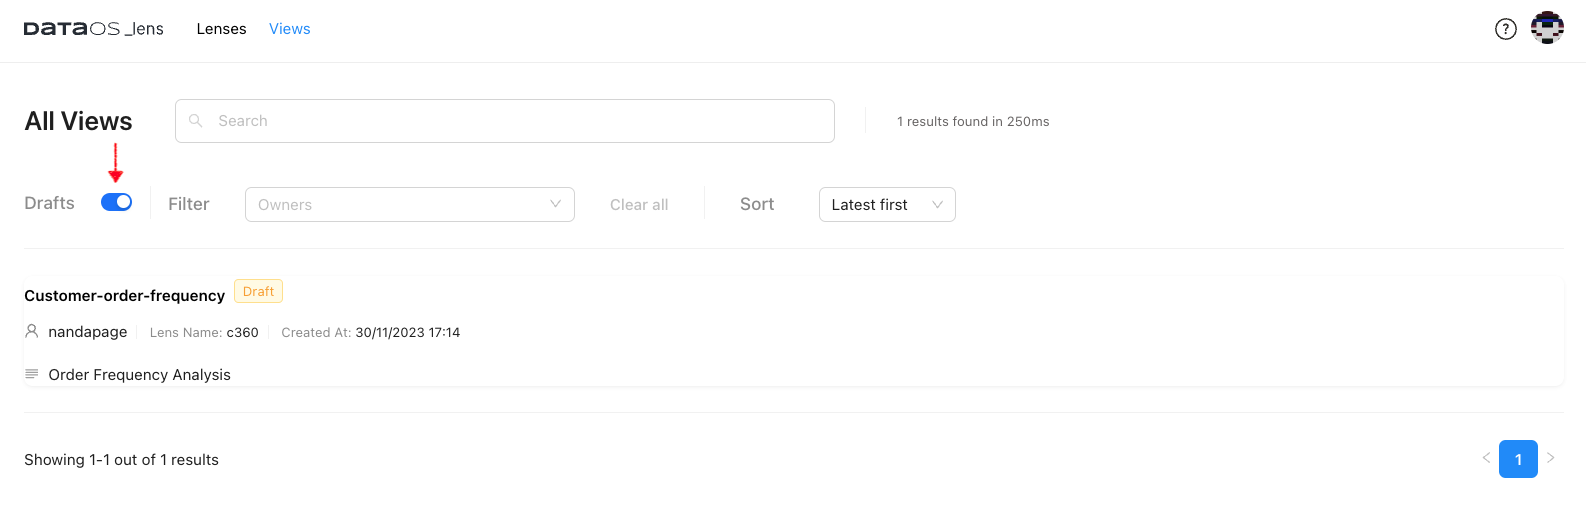 DATAOS_lens Lenses Views ?
All Views Search 1 results found in 250ms
Drafts Filter Owners Clear all Sort Latest first
Customer-order-frequency Draft
nandapage Lens Name: c360 Created At: 30/11/2023 17:14
Order Frequency Analysis
Showing 1-1 out of 1 results < 1 >